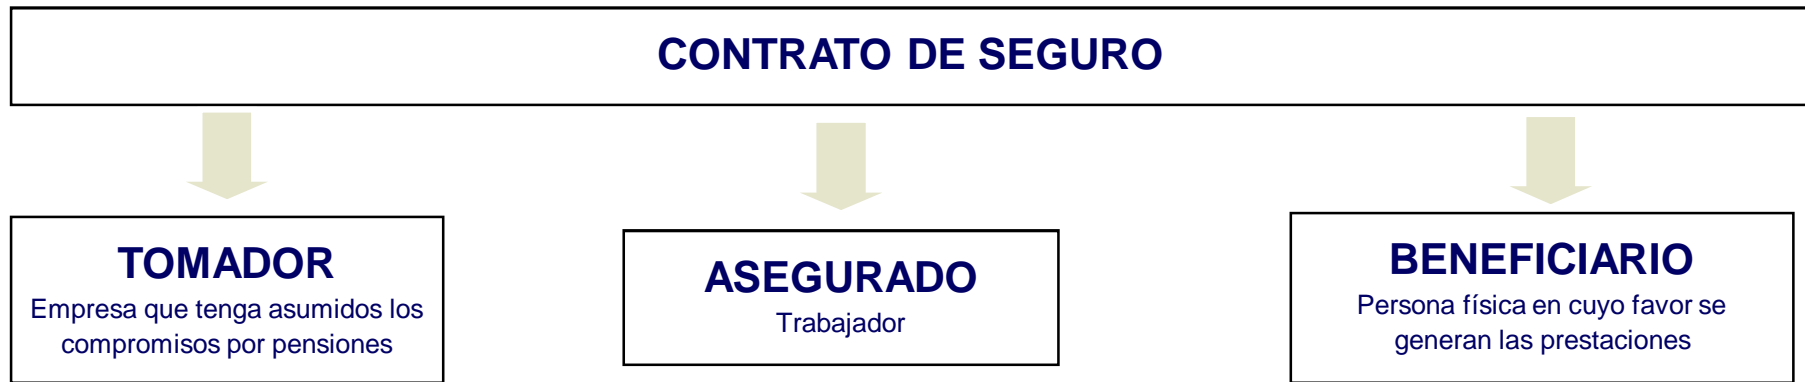 CONTRATO DE SEGURO
TOMADOR
Empresa que tenga asumidos los
compromisos por pensiones
ASEGURADO
Trabajador
BENEFICIARIO
Persona física en cuyo favor se
generan las prestaciones